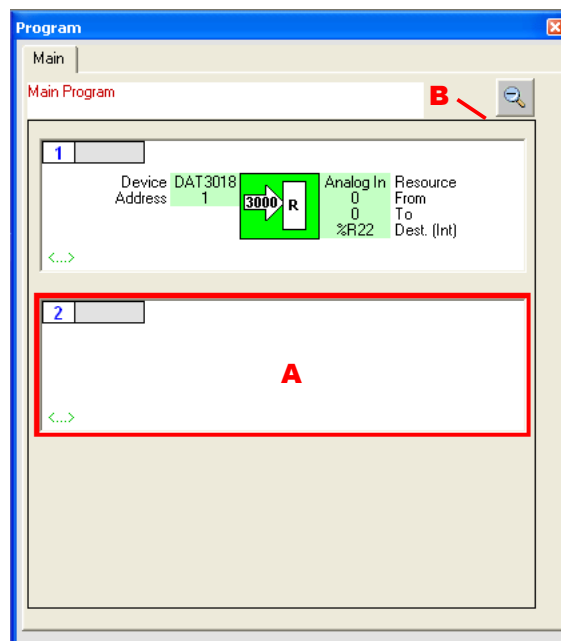 Program
Main
Main Program
B
1
Device DAT3018 Analog In Resource
Address 1 3000 R 0 From
0 To
%R22 Dest. (Int)
<...>
2
A
<...>